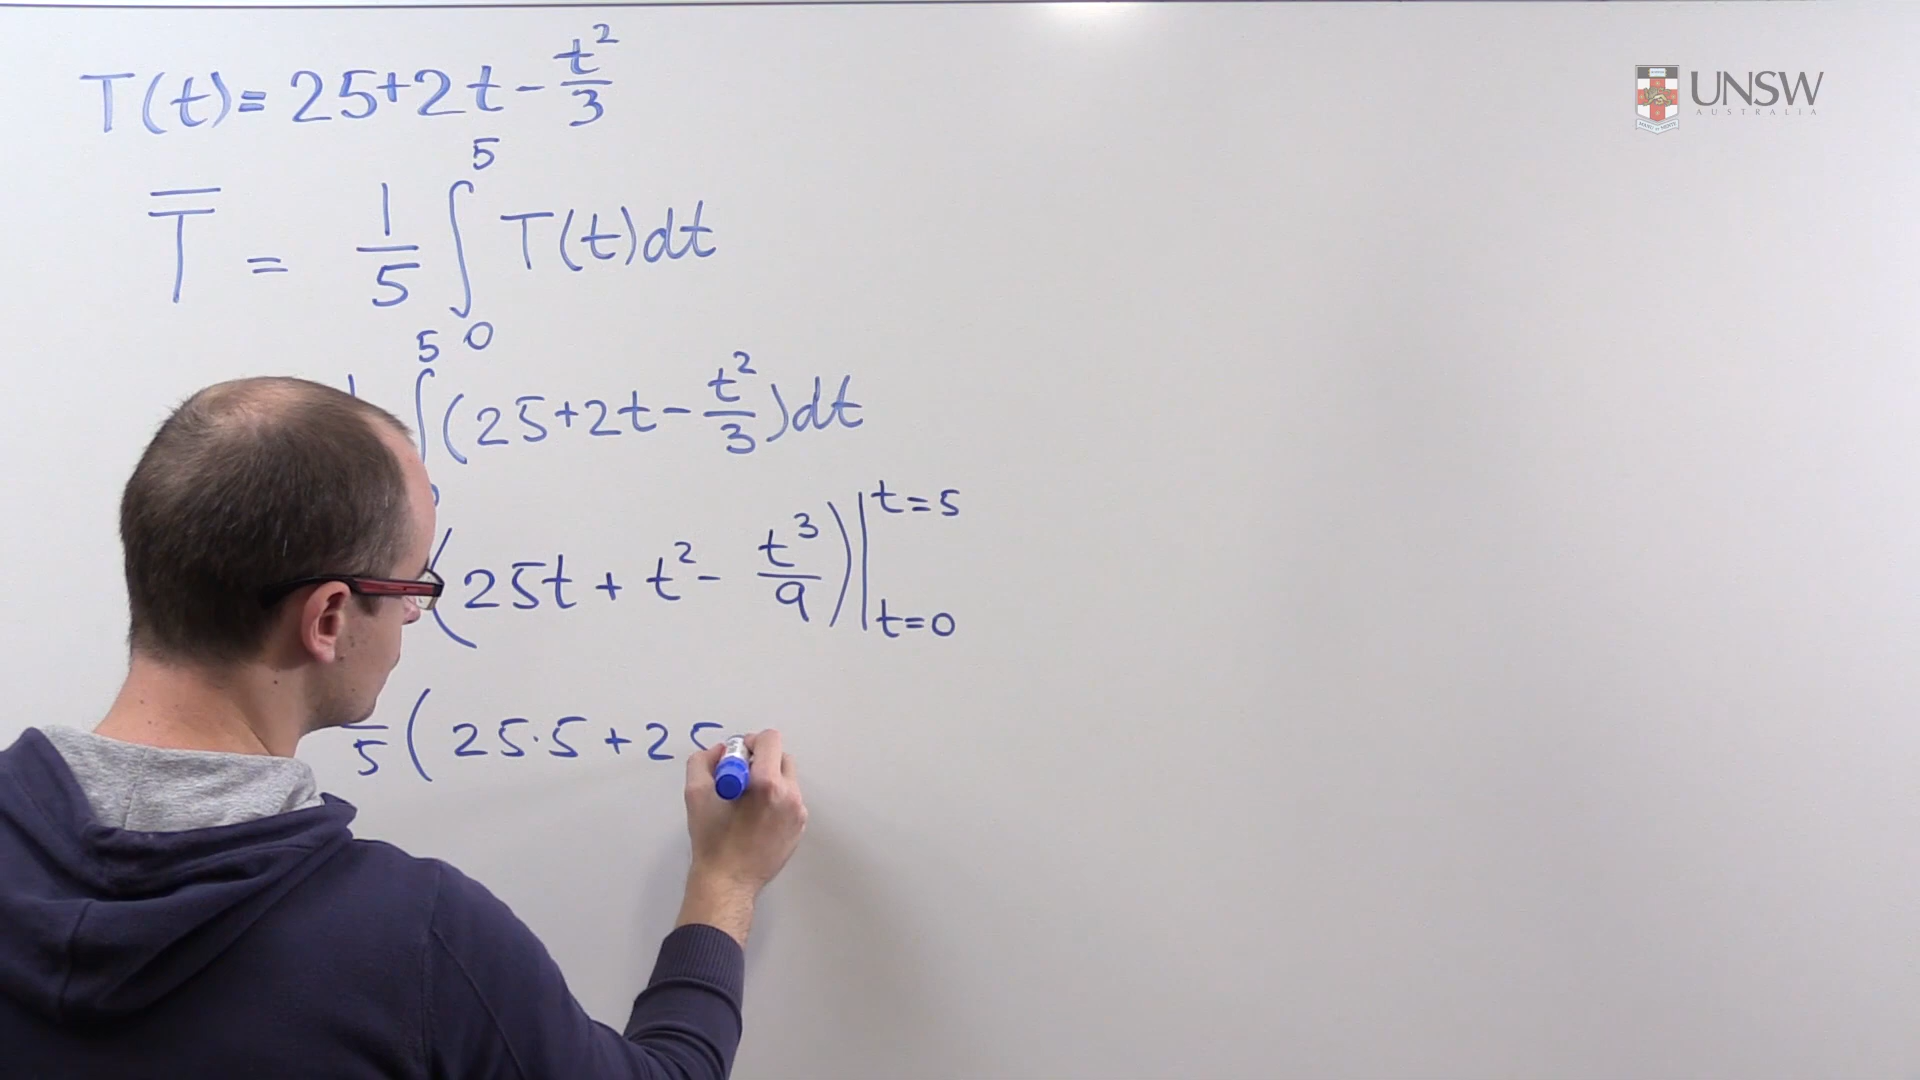 T(t) = 25+2t - t²/3
T̿ = 1/5 ∫₀⁵ T(t)dt
∫⁵ (25+2t - t²/3)dt
(25t + t² - t³/9)|t=5 t=0
5 ( 25·5 + 25
UNSW
AUSTRALIA